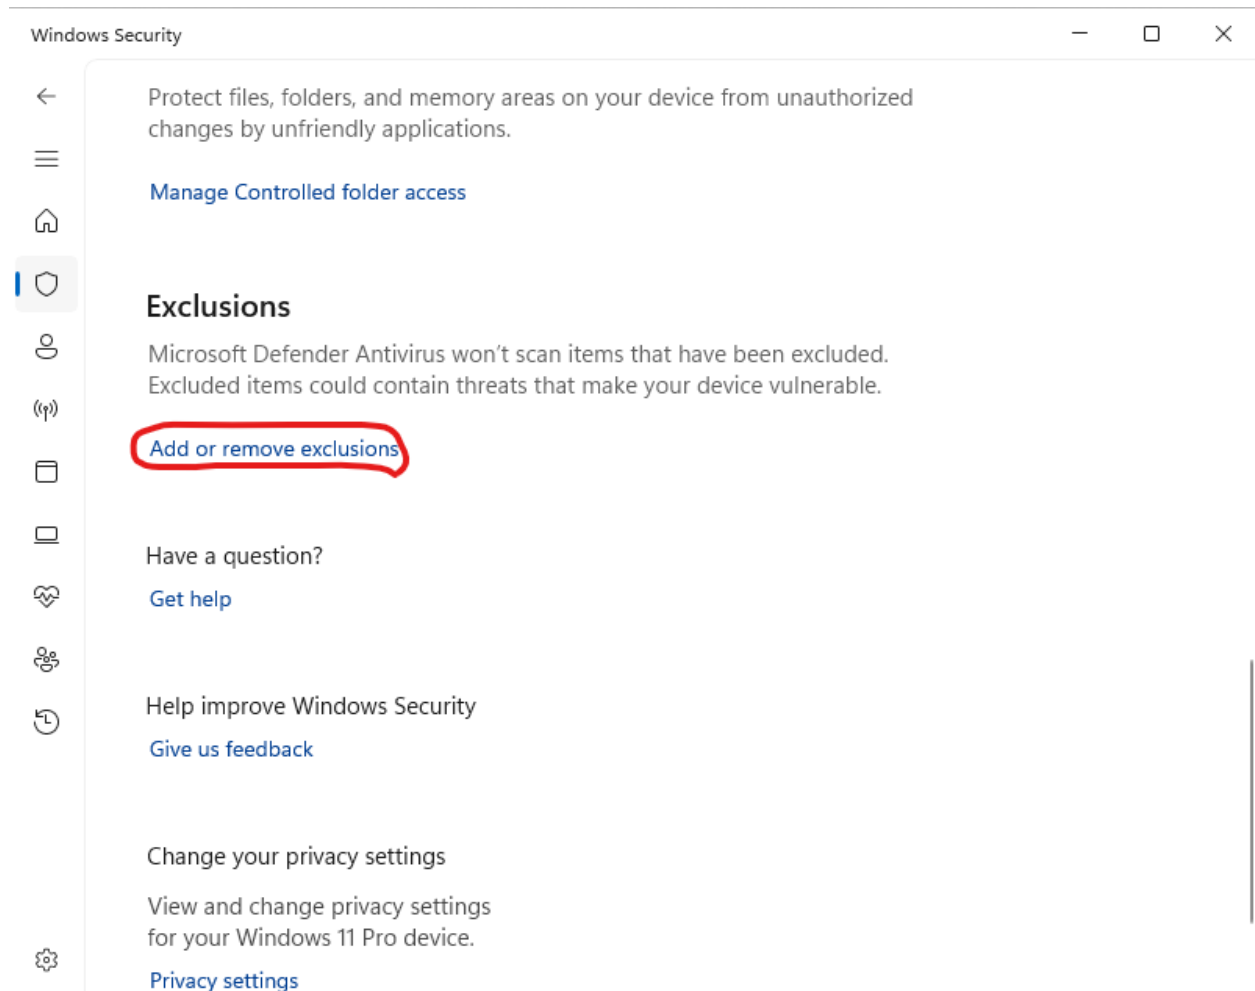 Windows Security
Protect files, folders, and memory areas on your device from unauthorized
changes by unfriendly applications.
Manage Controlled folder access
Exclusions
Microsoft Defender Antivirus won't scan items that have been excluded.
Excluded items could contain threats that make your device vulnerable.
Add or remove exclusions
Have a question?
Get help
Help improve Windows Security
Give us feedback
Change your privacy settings
View and change privacy settings
for your Windows 11 Pro device.
Privacy settings